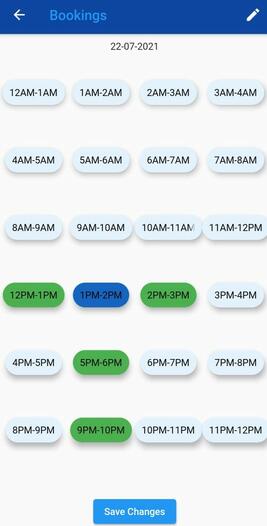 Bookings
22-07-2021
12AM-1AM 1AM-2AM 2AM-3AM 3AM-4AM
4AM-5AM 5AM-6AM 6AM-7AM 7AM-8AM
8AM-9AM 9AM-10AM 10AM-11AM 11AM-12PM
12PM-1PM 1PM-2PM 2PM-3PM 3PM-4PM
4PM-5PM 5PM-6PM 6PM-7PM 7PM-8PM
8PM-9PM 9PM-10PM 10PM-11PM 11PM-12PM
Save Changes